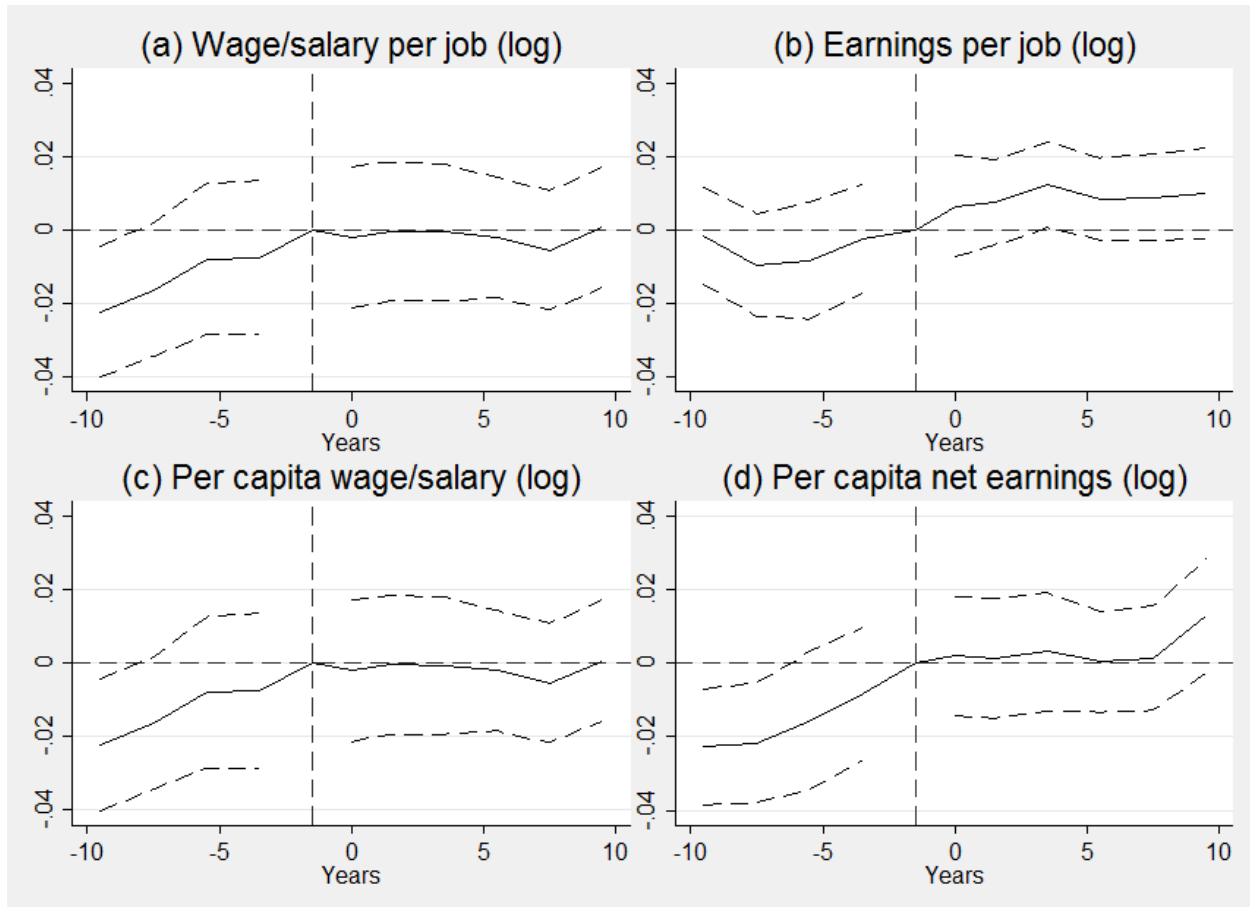 (a) Wage/salary per job (log)
.04
.02
0
-.02
-.04
-10 -5 0 5 10
Years
(b) Earnings per job (log)
.04
.02
0
-.02
-.04
-10 -5 0 5 10
Years
(c) Per capita wage/salary (log)
.04
.02
0
-.02
-.04
-10 -5 0 5 10
Years
(d) Per capita net earnings (log)
.04
.02
0
-.02
-.04
-10 -5 0 5 10
Years